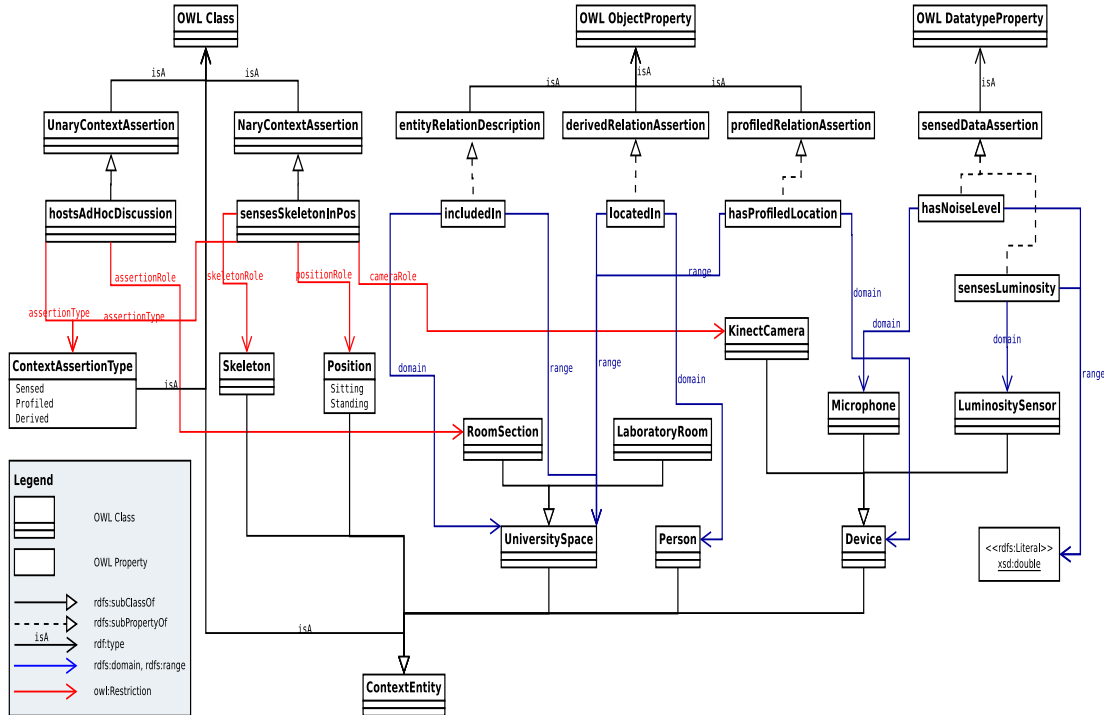 OWL Class
OWL ObjectProperty
OWL DatatypeProperty
isA
isA
isA
isA
isA
isA
UnaryContextAssertion
NaryContextAssertion
entityRelationDescription
derivedRelationAssertion
profiledRelationAssertion
sensedDataAssertion
hostsAdHocDiscussion
sensesSkeletonInPos
includedIn
locatedIn
hasProfiledLocation
hasNoiseLevel
assertionRole
skeletonRole
positionRole
cameraRole
range
sensesLuminosity
domain
assertionType
assertionType
KinectCamera
domain
domain
ContextAssertionType
Sensed
Profiled
Derived
isA
Skeleton
Position
Sitting
Standing
domain
range
range
domain
range
Microphone
LuminositySensor
RoomSection
LaboratoryRoom
Legend
OWL Class
OWL Property
rdfs:subClassOf
rdfs:subPropertyOf
isA
rdf:type
rdfs:domain, rdfs:range
owl:Restriction
UniversitySpace
Person
Device
<<rdfs:Literal>>
xsd:double
isA
ContextEntity